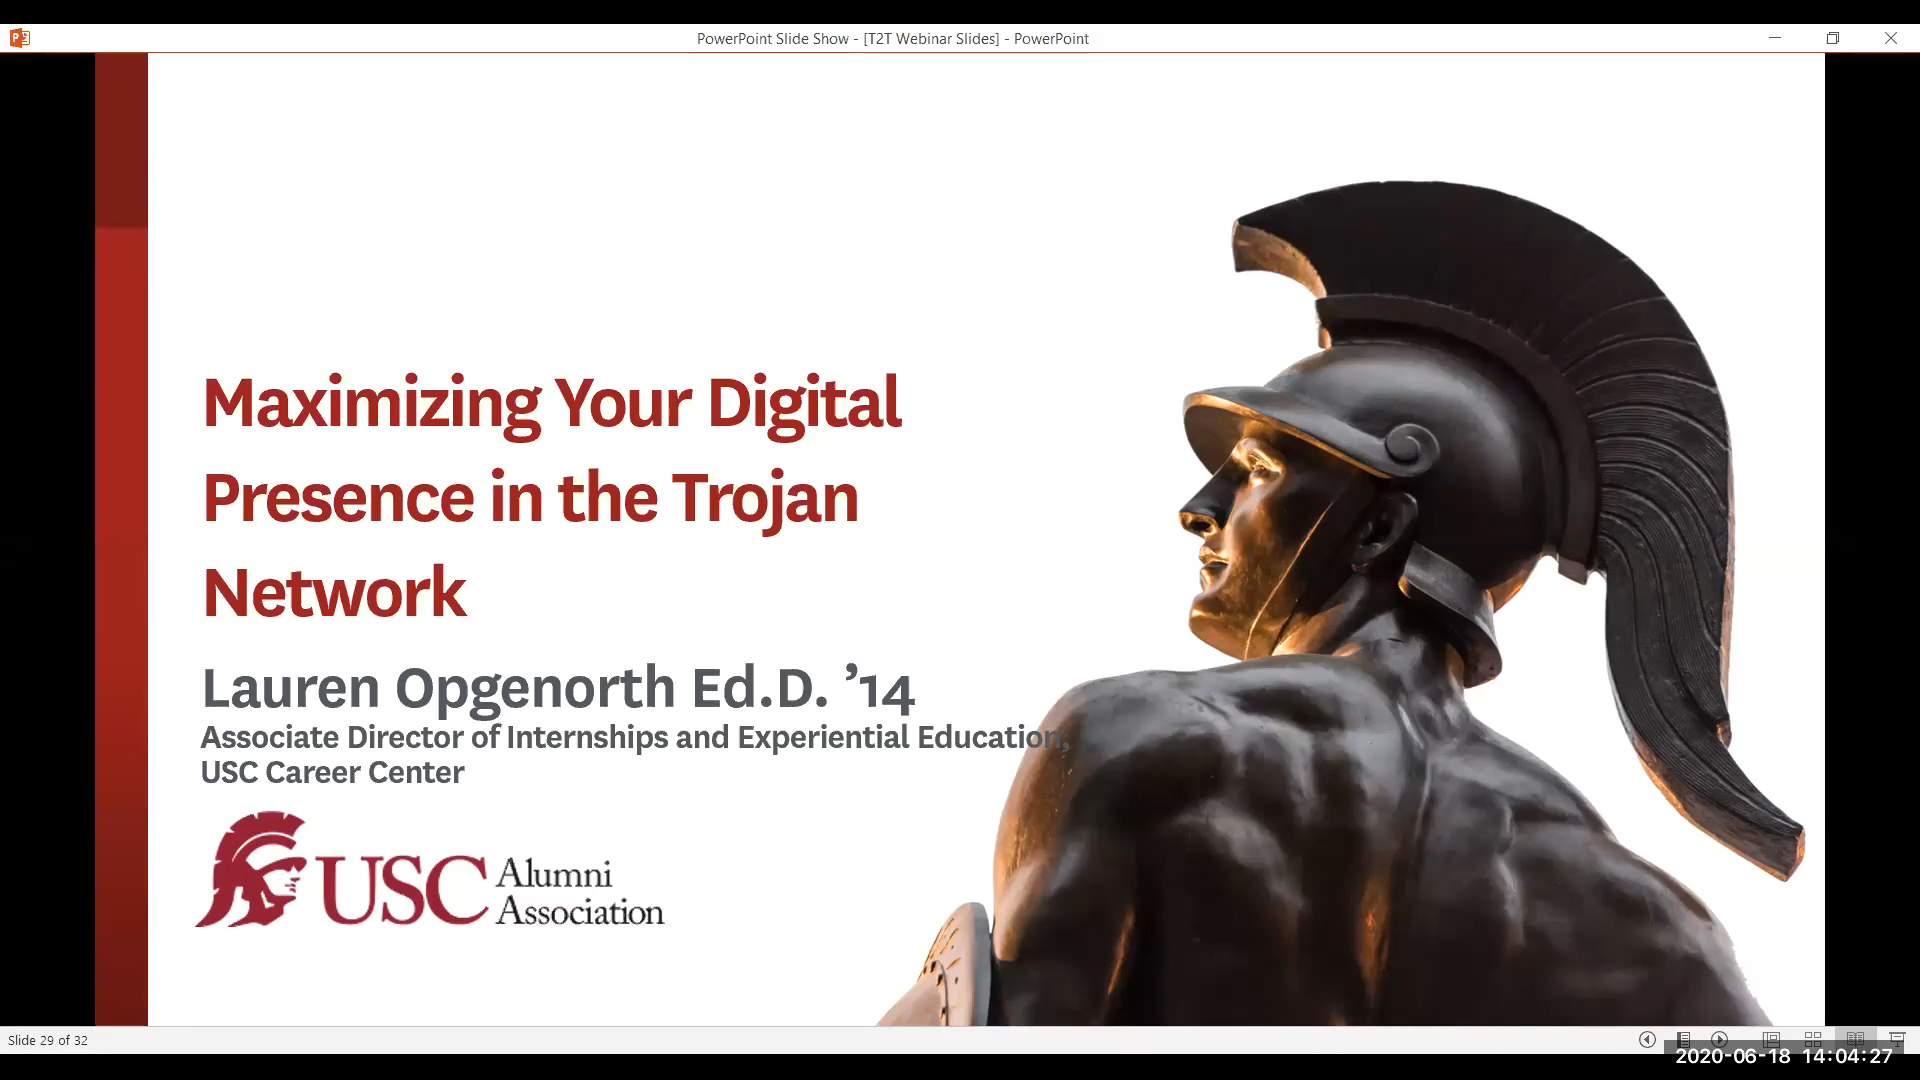 PowerPoint Slide Show - [T2T Webinar Slides] - PowerPoint
Maximizing Your Digital
Presence in the Trojan
Network
Lauren Opgenorth Ed.D. ’14
Associate Director of Internships and Experiential Education,
USC Career Center
USC Alumni
Association
Slide 29 of 32
2020-06-18 14:04:27